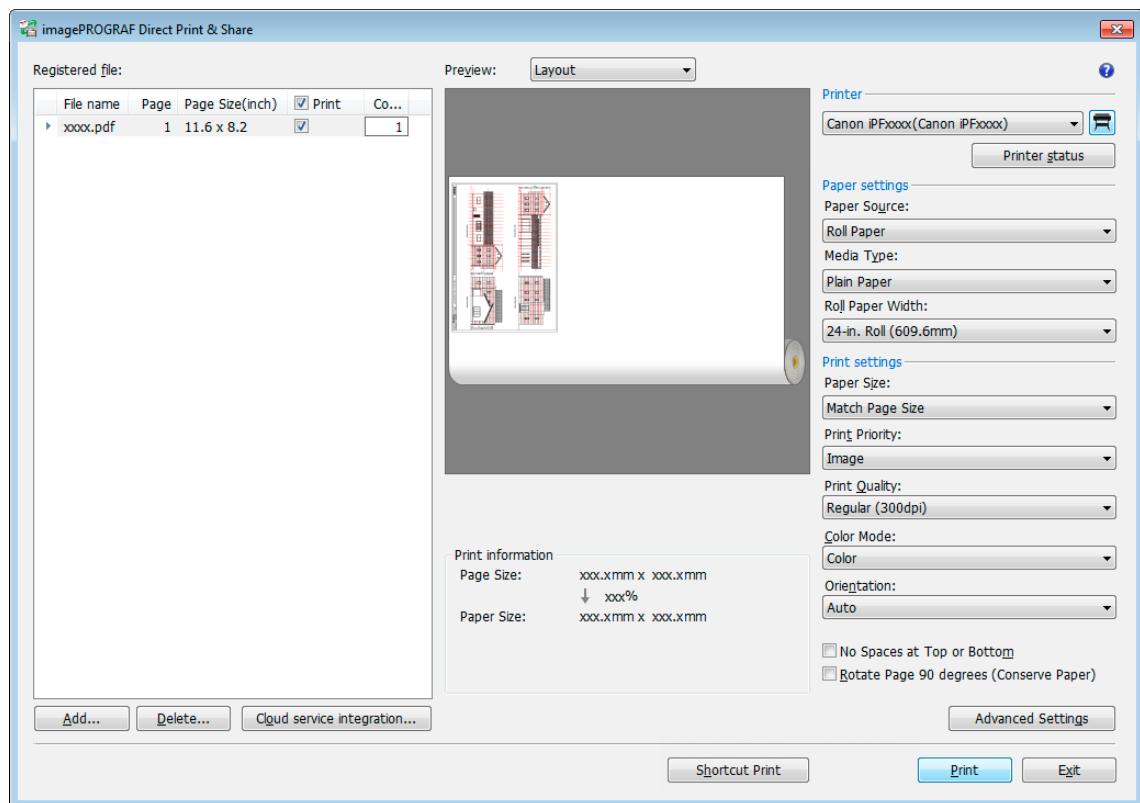 imagePROGRAF Direct Print & Share
Registered file:
File name Page Page Size(inch) Print Co...
xxxx.pdf 1 11.6 x 8.2 1
Add... Delete... Cloud service integration...
Preview: Layout
Print information
Page Size: xxx.xmm x xxx.xmm
↓ xxx%
Paper Size: xxx.xmm x xxx.xmm
Printer
Canon iPFxxxx(Canon iPFxxxx)
Printer status
Paper settings
Paper Source:
Roll Paper
Media Type:
Plain Paper
Roll Paper Width:
24-in. Roll (609.6mm)
Print settings
Paper Size:
Match Page Size
Print Priority:
Image
Print Quality:
Regular (300dpi)
Color Mode:
Color
Orientation:
Auto
No Spaces at Top or Bottom
Rotate Page 90 degrees (Conserve Paper)
Advanced Settings
Shortcut Print Print Exit